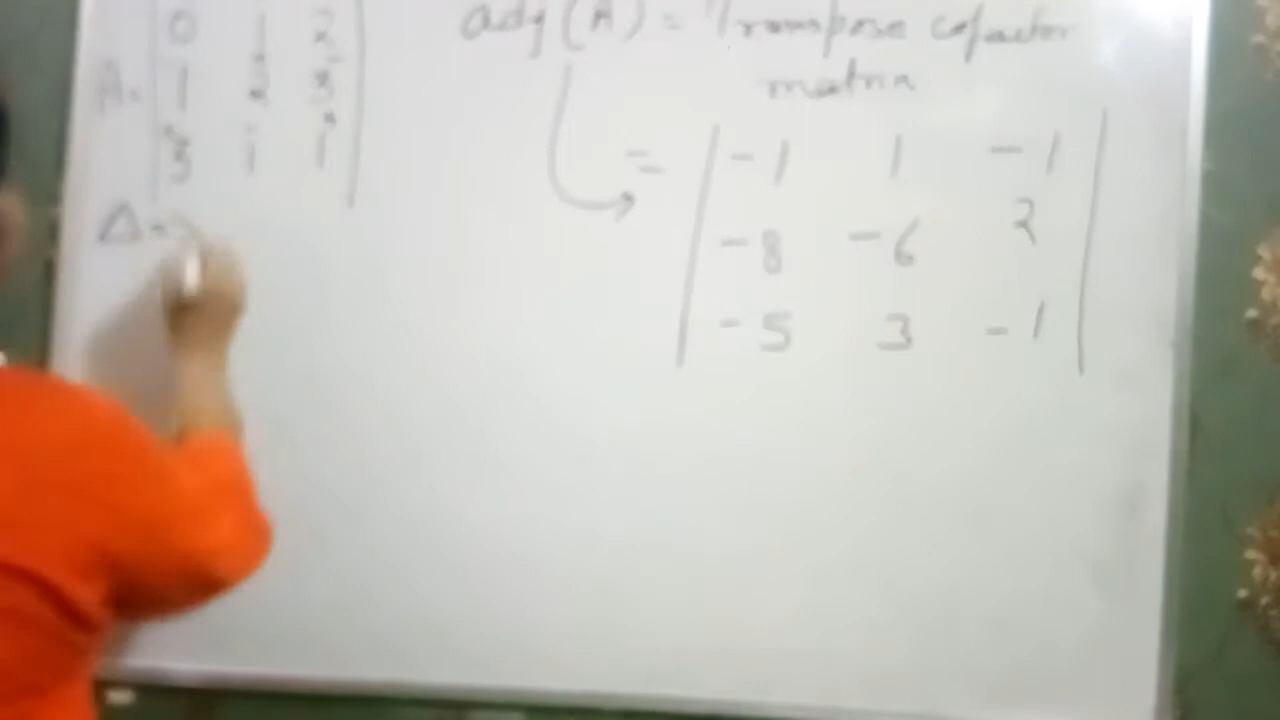 0 1 2
A = 1 2 3
3 1 1
Δ =
adj (A) = Transpose cofactor
matrix
= -1 1 -1
-8 -6 2
-5 3 -1